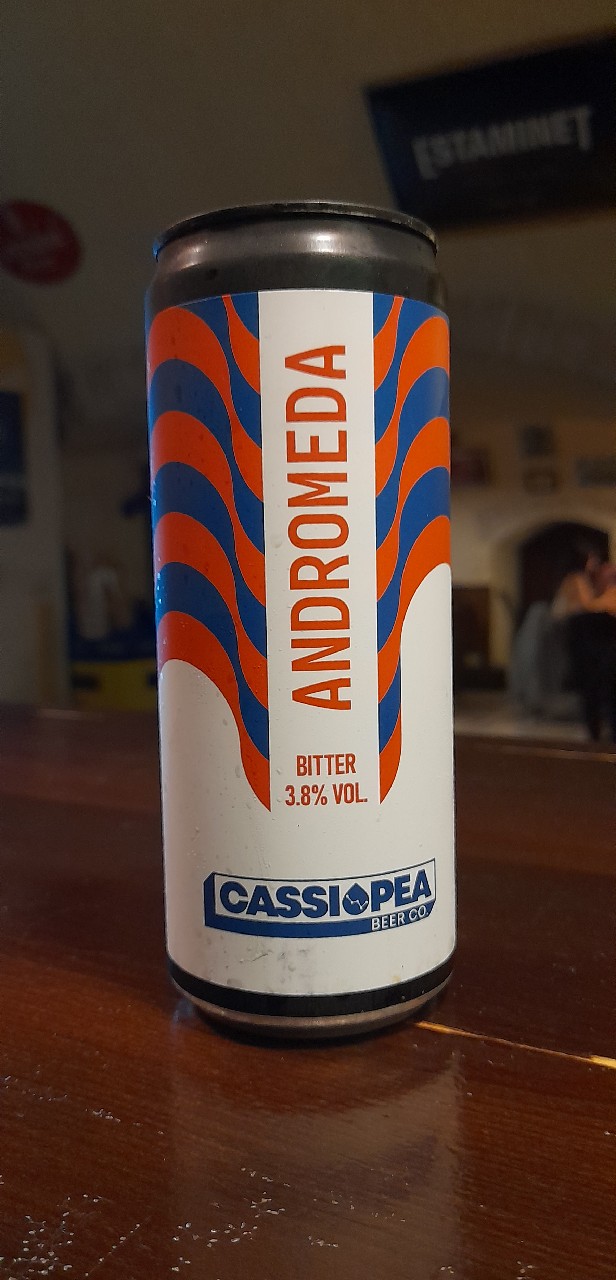 ESTAMINET
ANDROMEDA
BITTER
3.8% VOL.
CASSIOPEA
BEER CO.